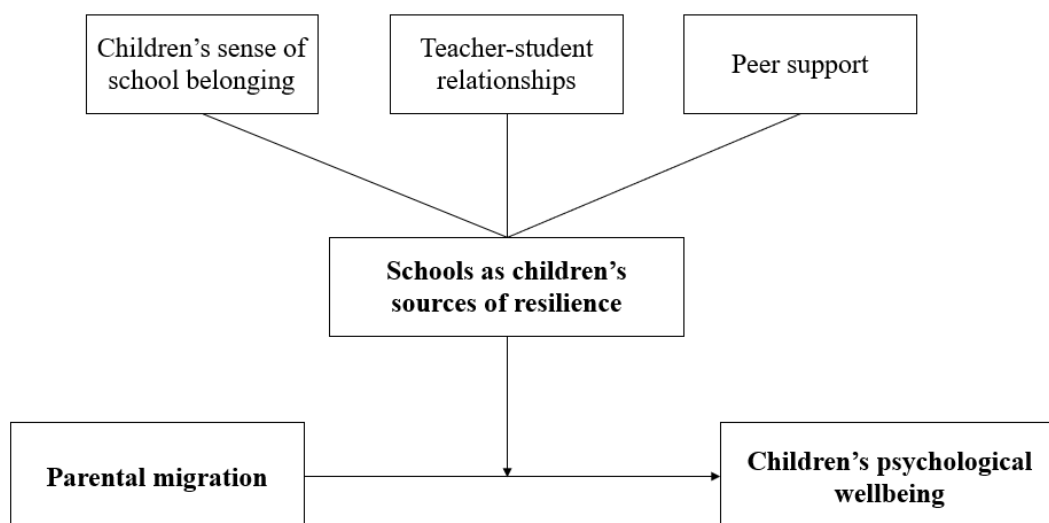 Children’s sense of
school belonging
Teacher-student
relationships
Peer support
Schools as children’s
sources of resilience
Parental migration
Children’s psychological
wellbeing